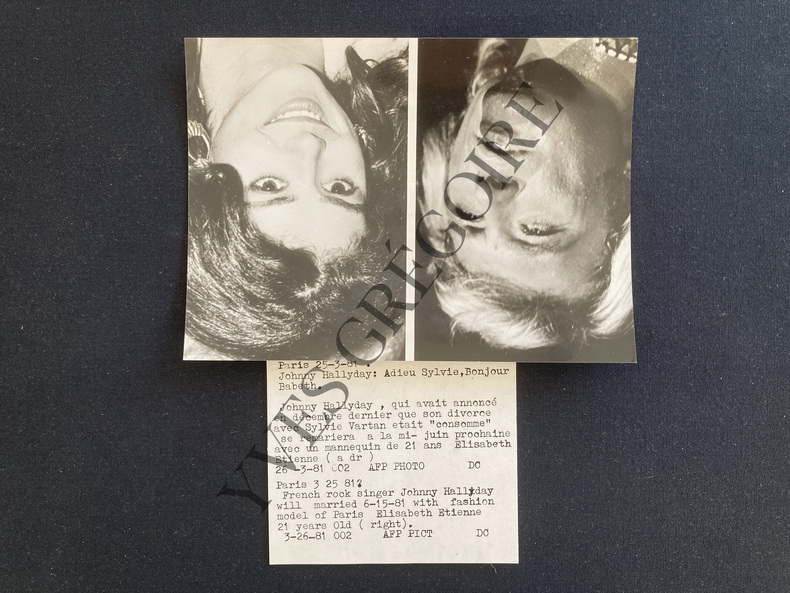 Paris 25-3-81 .
Johnny Hallyday: Adieu Sylvie,Bonjour
Babeth.
Johnny Hallyday , qui avait annoncé
en décembre dernier que son divorce
avec Sylvie Vartan etait "consomme"
se remariera a la mi- juin prochaine
avec un mannequin de 21 ans Elisabeth
Etienne ( a dr )
26 -3-81 002 AFP PHOTO DC
Paris 3 25 81?
French rock singer Johnny Hallyday
will married 6-15-81 with fashion
model of Paris Elisabeth Etienne
21 years Old ( right).
3-26-81 002 AFP PICT DC
YVES GRÉGOIRE